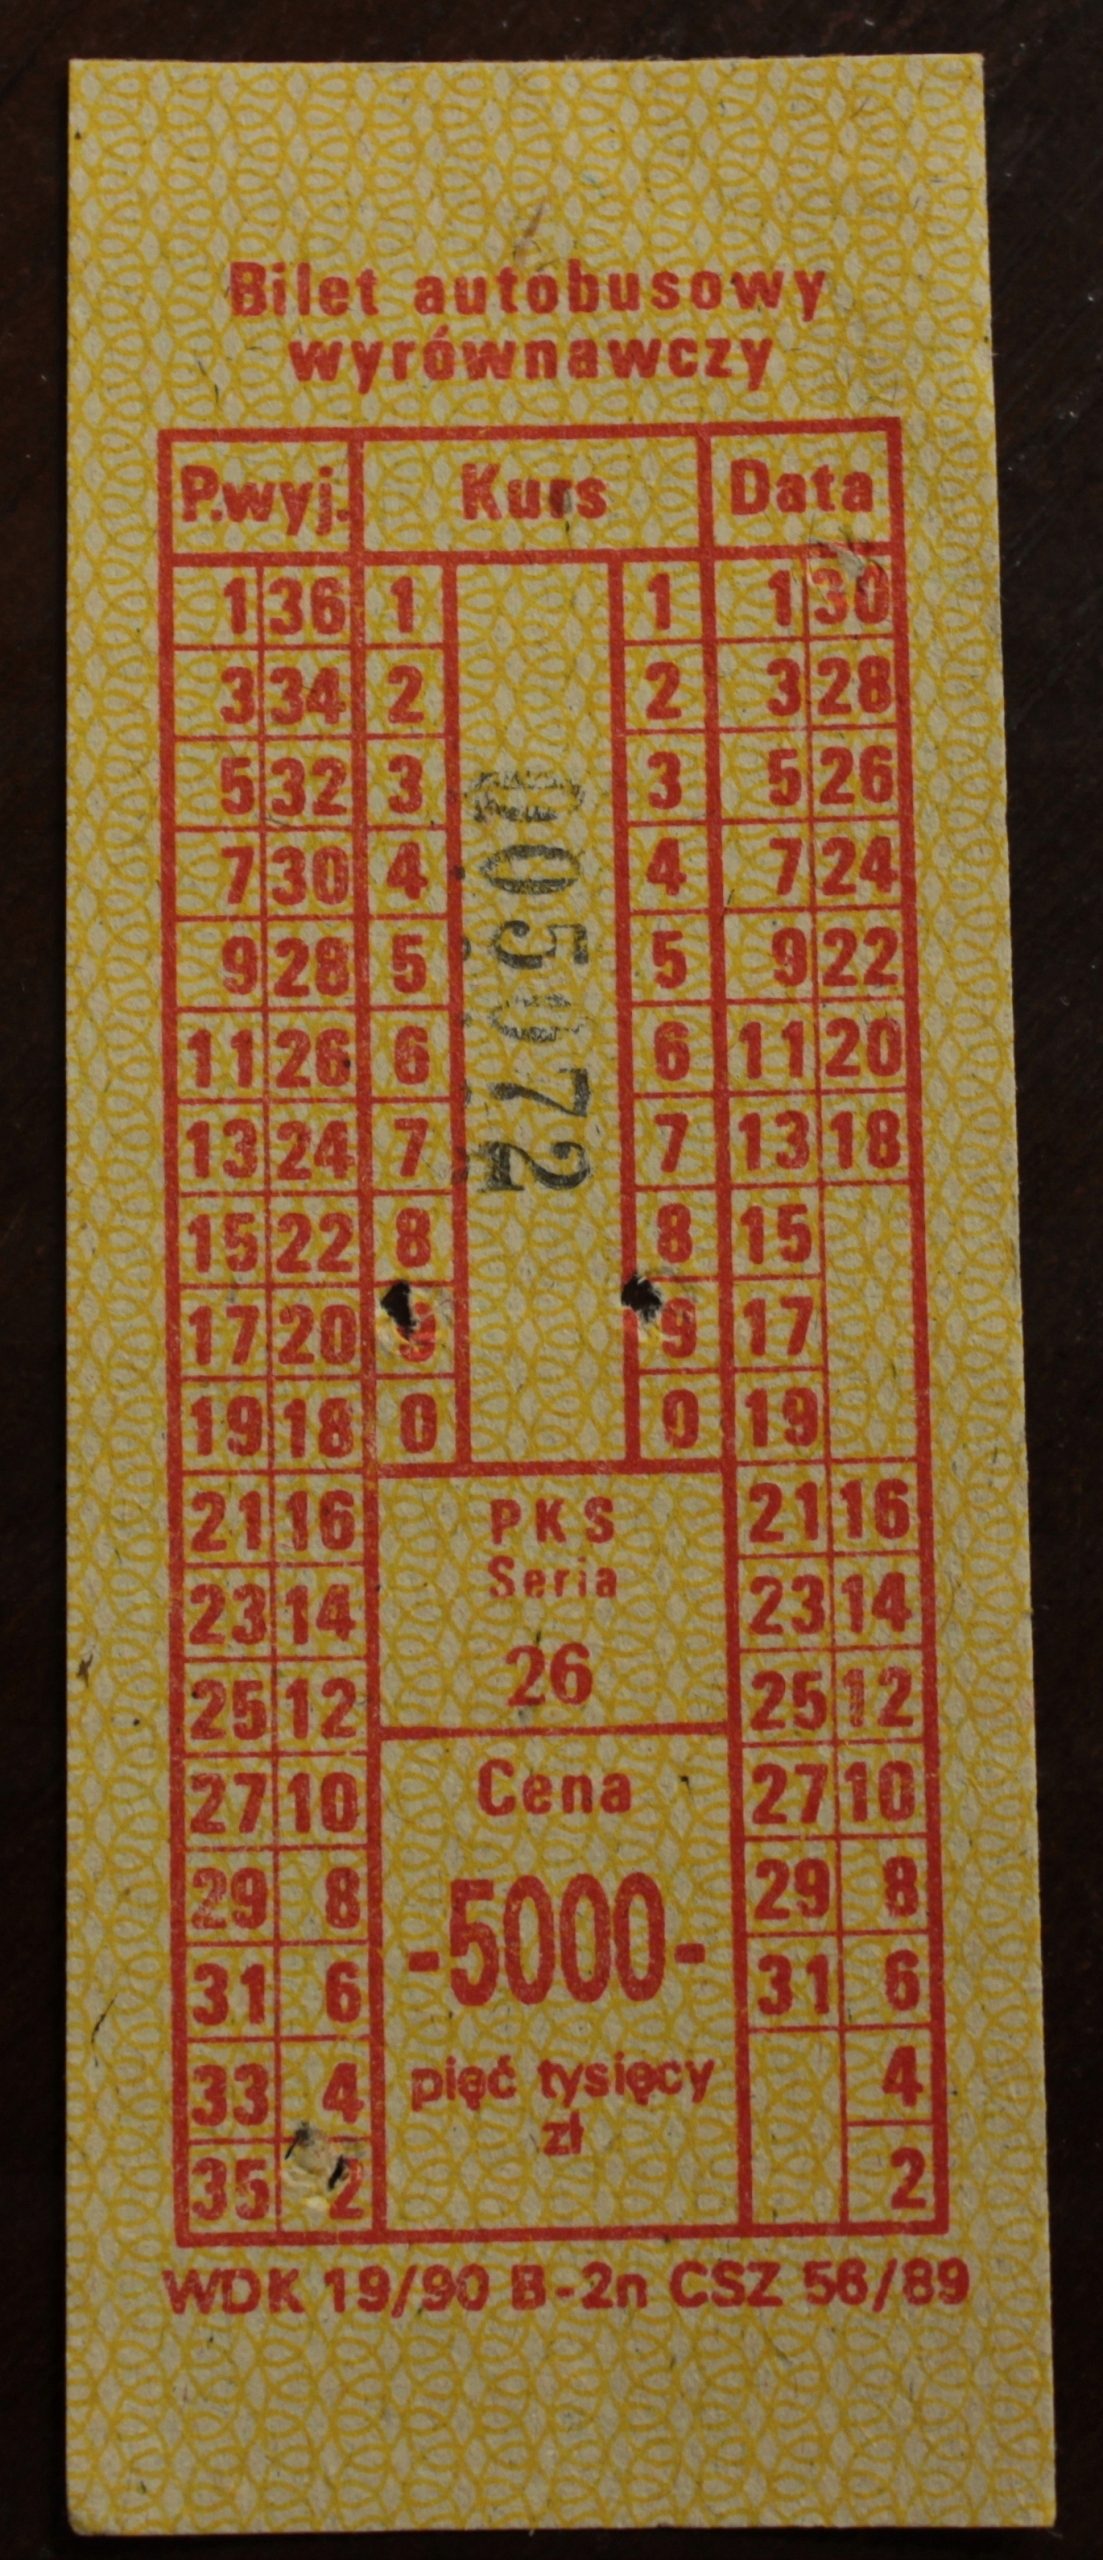 Bilet autobusowy
wyrównawczy
P.wyj. Kurs Data
1 36 1 1 1 30
3 34 2 2 3 28
5 32 3 3 5 26
7 30 4 4 7 24
9 28 5 5 9 22
11 26 6 6 11 20
13 24 7 7 13 18
15 22 8 8 15
17 20 9 9 17
19 18 0 0 19
005072
21 16 PKS 21 16
23 14 Seria 23 14
25 12 26 25 12
27 10 Cena 27 10
29 8 -5000- 29 8
31 6 31 6
33 4 pięć tysięcy 4
zł
35 2 2
WDK 19/90 B-2n CSZ 56/89